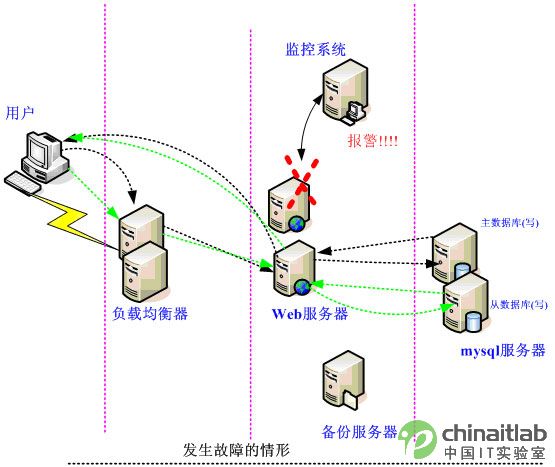 监控系统
用户
报警!!!!
主数据库(写)
负载均衡器
Web服务器
从数据库(写)
mysql服务器
备份服务器
chinaitlab
中国IT实验室
发生故障的情形